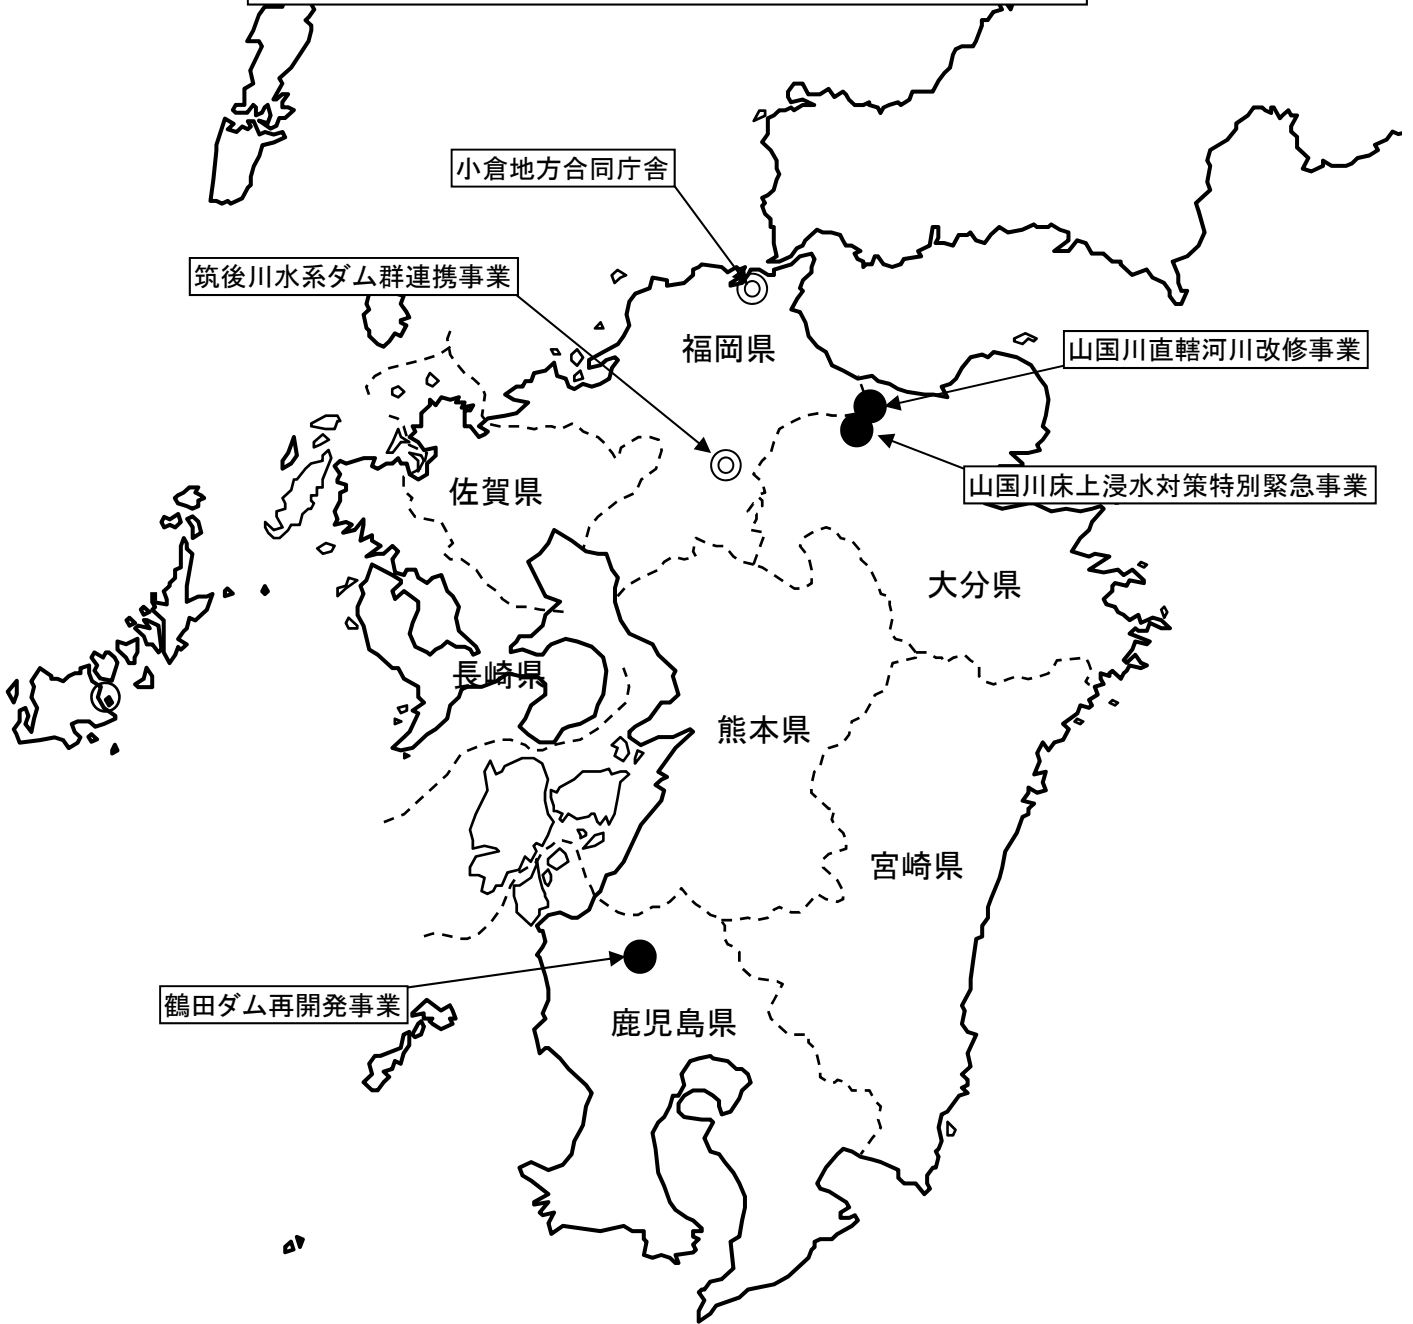 小倉地方合同庁舎
筑後川水系ダム群連携事業
福岡県
山国川直轄河川改修事業
佐賀県
山国川床上浸水対策特別緊急事業
大分県
長崎県
熊本県
宮崎県
鶴田ダム再開発事業
鹿児島県